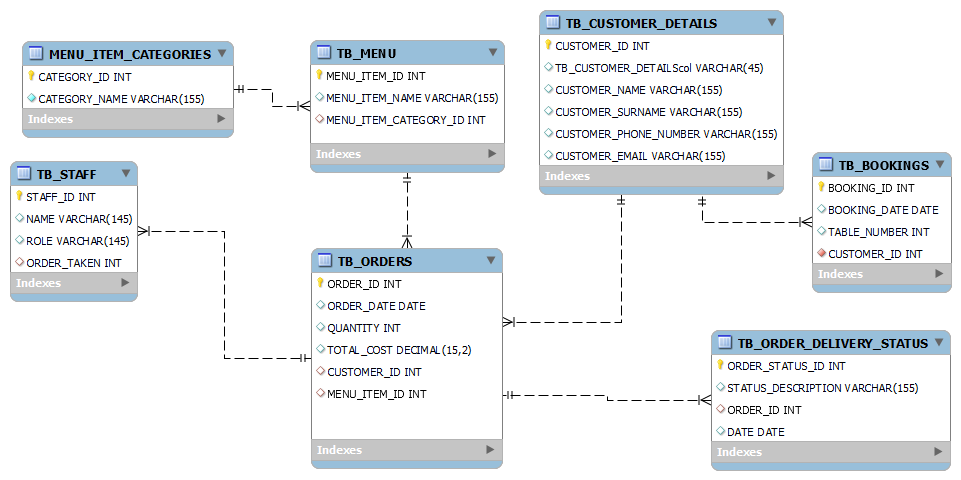 MENU_ITEM_CATEGORIES
CATEGORY_ID INT
CATEGORY_NAME VARCHAR(155)
Indexes
TB_MENU
MENU_ITEM_ID INT
MENU_ITEM_NAME VARCHAR(155)
MENU_ITEM_CATEGORY_ID INT
Indexes
TB_CUSTOMER_DETAILS
CUSTOMER_ID INT
TB_CUSTOMER_DETAILScol VARCHAR(45)
CUSTOMER_NAME VARCHAR(155)
CUSTOMER_SURNAME VARCHAR(155)
CUSTOMER_PHONE_NUMBER VARCHAR(155)
CUSTOMER_EMAIL VARCHAR(155)
Indexes
TB_BOOKINGS
BOOKING_ID INT
BOOKING_DATE DATE
TABLE_NUMBER INT
CUSTOMER_ID INT
Indexes
TB_STAFF
STAFF_ID INT
NAME VARCHAR(145)
ROLE VARCHAR(145)
ORDER_TAKEN INT
Indexes
TB_ORDERS
ORDER_ID INT
ORDER_DATE DATE
QUANTITY INT
TOTAL_COST DECIMAL(15,2)
CUSTOMER_ID INT
MENU_ITEM_ID INT
Indexes
TB_ORDER_DELIVERY_STATUS
ORDER_STATUS_ID INT
STATUS_DESCRIPTION VARCHAR(155)
ORDER_ID INT
DATE DATE
Indexes